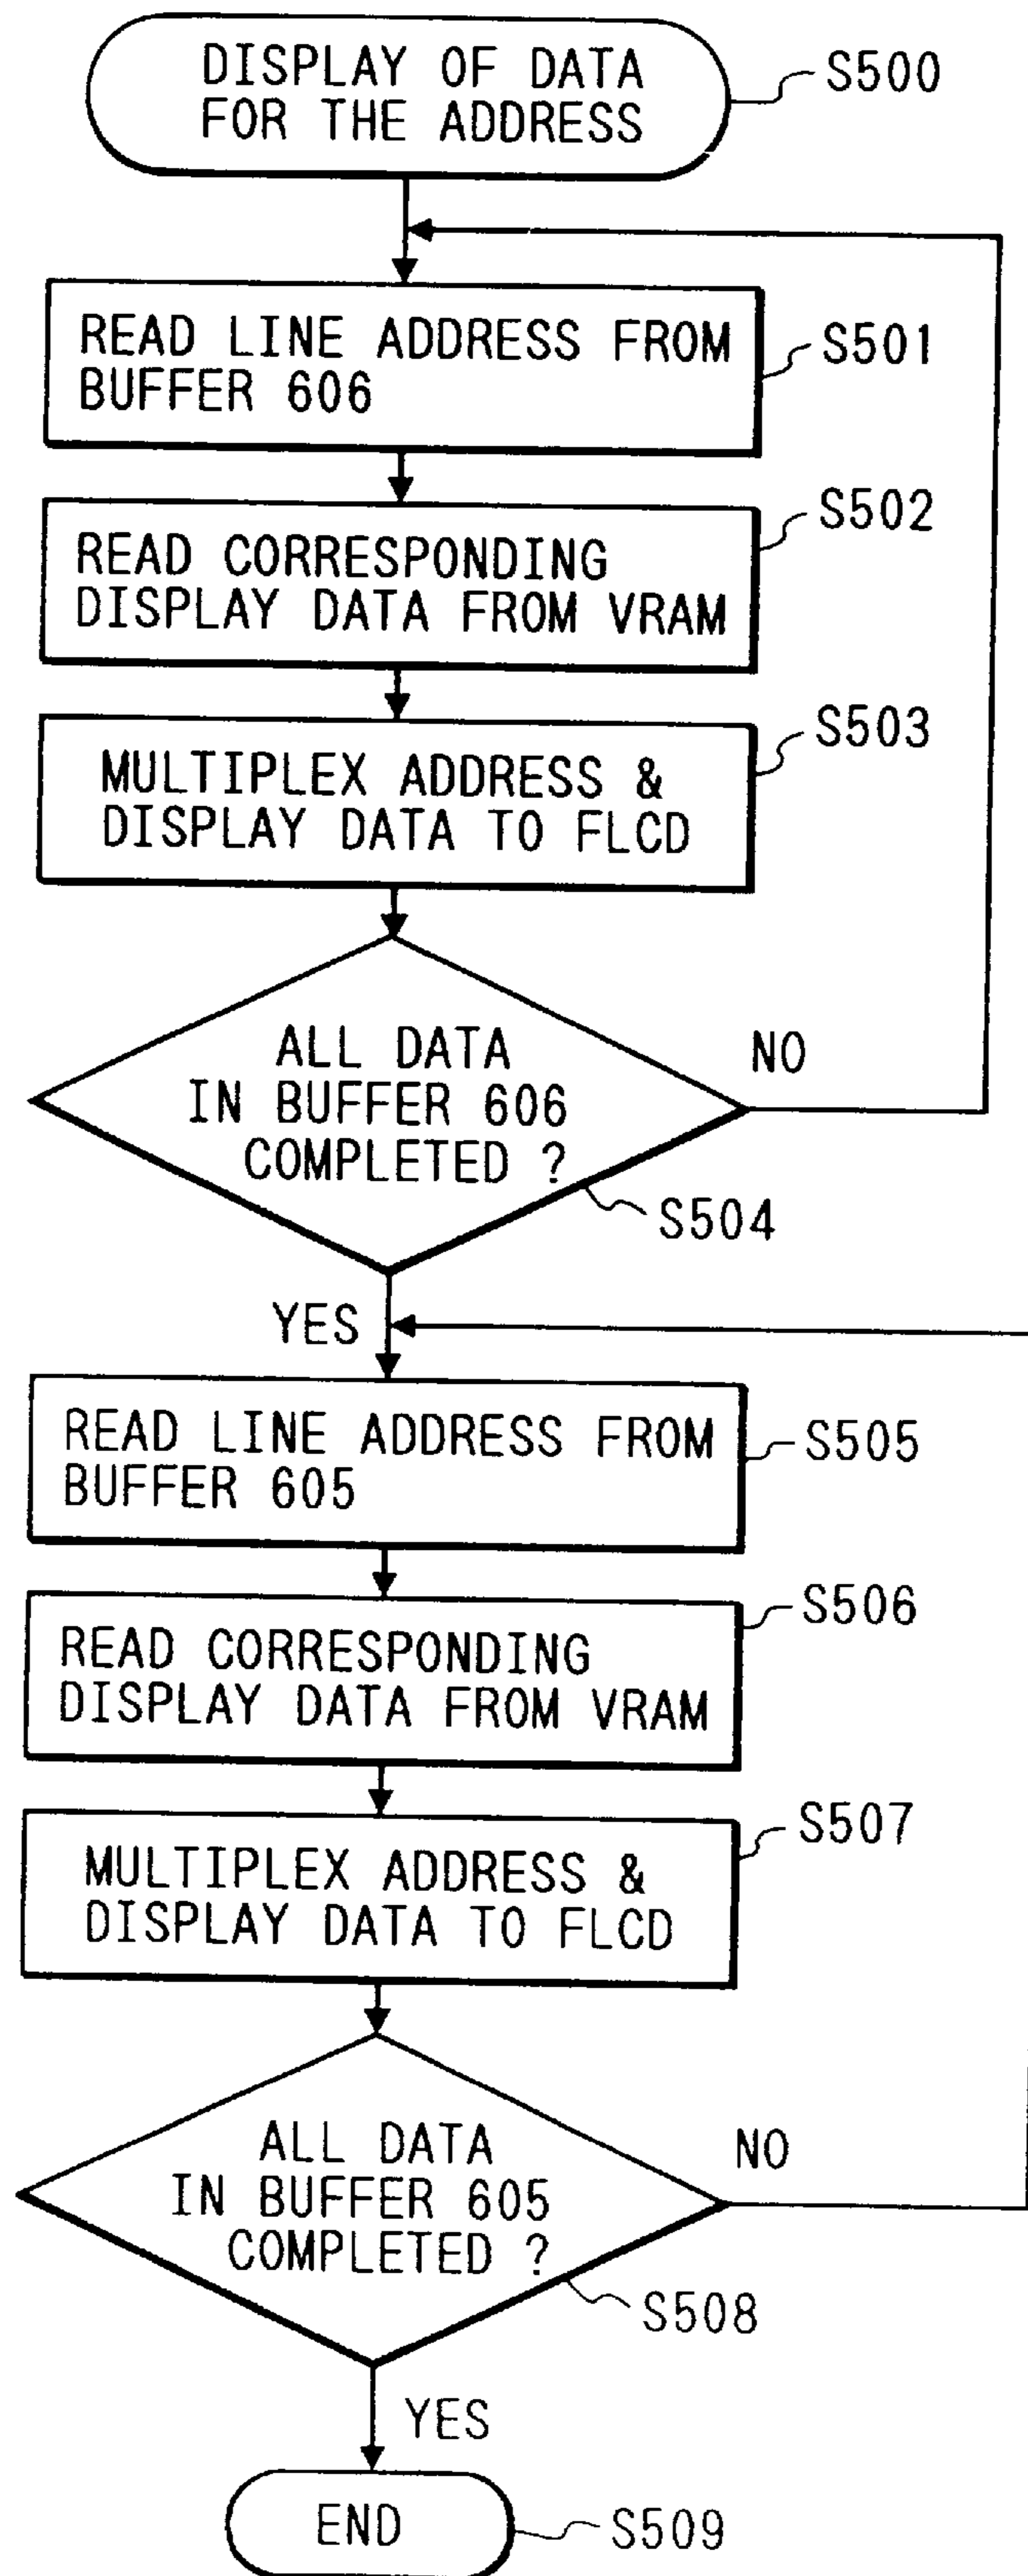 DISPLAY OF DATA
FOR THE ADDRESS
S500
READ LINE ADDRESS FROM
BUFFER 606
S501
S502
READ CORRESPONDING
DISPLAY DATA FROM VRAM
S503
MULTIPLEX ADDRESS &
DISPLAY DATA TO FLCD
ALL DATA
IN BUFFER 606
COMPLETED ?
NO
S504
YES
READ LINE ADDRESS FROM
BUFFER 605
S505
S506
READ CORRESPONDING
DISPLAY DATA FROM VRAM
S507
MULTIPLEX ADDRESS &
DISPLAY DATA TO FLCD
ALL DATA
IN BUFFER 605
COMPLETED ?
NO
S508
YES
END
S509